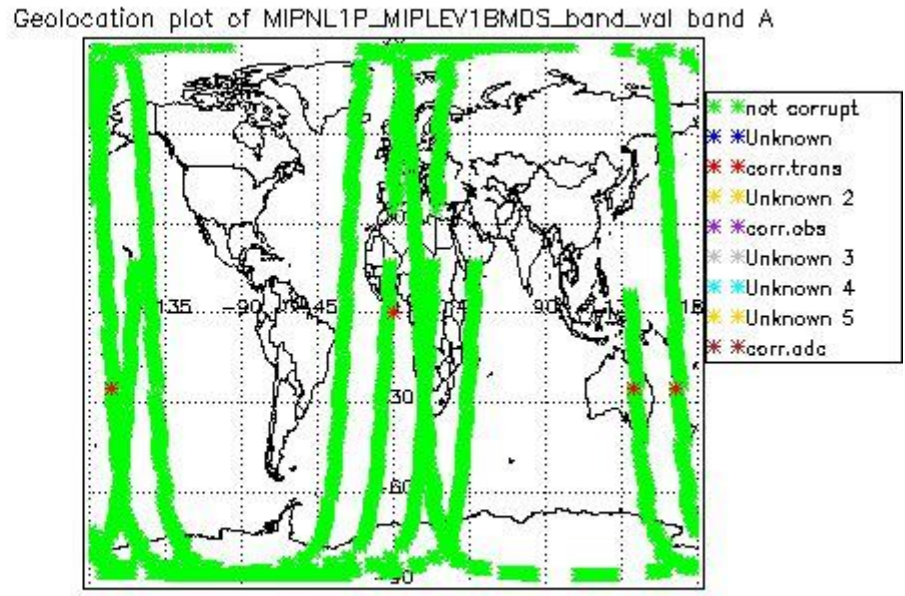 Geolocation plot of MIPNL1P_MIPLEV1BMDS_band_val band A
not corrupt
Unknown
corr.trans
Unknown 2
corr.obs
Unknown 3
Unknown 4
Unknown 5
corr.adc
135 -90 -45 90
-30
-60
-90